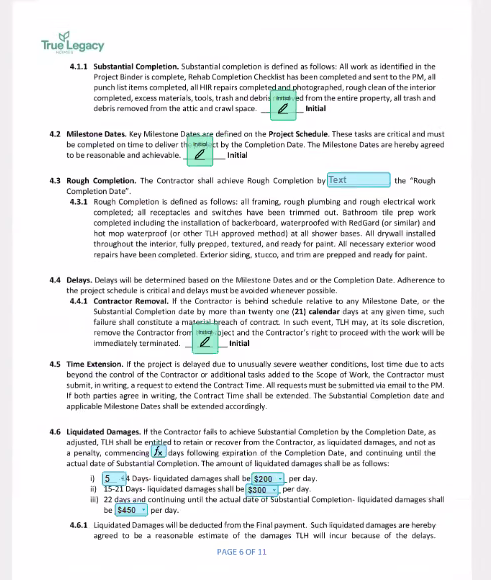 True Legacy
HOMES
4.1.1 Substantial Completion. Substantial completion is defined as follows: All work as identified in the
Project Binder is complete, Rehab Completion Checklist has been completed and sent to the PM, all
punch list items completed, all HIR repairs completed and photographed, rough clean of the interior
completed, excess materials, tools, trash and debris Initial ed from the entire property, all trash and
debris removed from the attic and crawl space. Initial
4.2 Milestone Dates. Key Milestone Dates are defined on the Project Schedule. These tasks are critical and must
be completed on time to deliver th Initial ct by the Completion Date. The Milestone Dates are hereby agreed
to be reasonable and achievable. Initial
4.3 Rough Completion. The Contractor shall achieve Rough Completion by Text the "Rough
Completion Date".
4.3.1 Rough Completion is defined as follows: all framing, rough plumbing and rough electrical work
completed; all receptacles and switches have been trimmed out. Bathroom tile prep work
completed including the installation of backerboard, waterproofed with RedGard (or similar) and
hot mop waterproof (or other TLH approved method) at all shower bases. All drywall installed
throughout the interior, fully prepped, textured, and ready for paint. All necessary exterior wood
repairs have been completed. Exterior siding, stucco, and trim are prepped and ready for paint.
4.4 Delays. Delays will be determined based on the Milestone Dates and or the Completion Date. Adherence to
the project schedule is critical and delays must be avoided whenever possible.
4.4.1 Contractor Removal. If the Contractor is behind schedule relative to any Milestone Date, or the
Substantial Completion date by more than twenty one (21) calendar days at any given time, such
failure shall constitute a material breach of contract. In such event, TLH may, at its sole discretion,
remove the Contractor from Initial oject and the Contractor's right to proceed with the work will be
immediately terminated. Initial
4.5 Time Extension. If the project is delayed due to unusually severe weather conditions, lost time due to acts
beyond the control of the Contractor or additional tasks added to the Scope of Work, the Contractor must
submit, in writing, a request to extend the Contract Time. All requests must be submitted via email to the PM.
If both parties agree in writing, the Contract Time shall be extended. The Substantial Completion date and
applicable Milestone Dates shall be extended accordingly.
4.6 Liquidated Damages. If the Contractor fails to achieve Substantial Completion by the Completion Date, as
adjusted, TLH shall be entitled to retain or recover from the Contractor, as liquidated damages, and not as
a penalty, commencing fx days following expiration of the Completion Date, and continuing until the
actual date of Substantial Completion. The amount of liquidated damages shall be as follows:
i) 5 4 Days- liquidated damages shall be $200 per day.
ii) 15-21 Days- liquidated damages shall be $300 per day.
iii) 22 days and continuing until the actual date of Substantial Completion- liquidated damages shall
be $450 per day.
4.6.1 Liquidated Damages will be deducted from the Final payment. Such liquidated damages are hereby
agreed to be a reasonable estimate of the damages TLH will incur because of the delays.
PAGE 6 OF 11